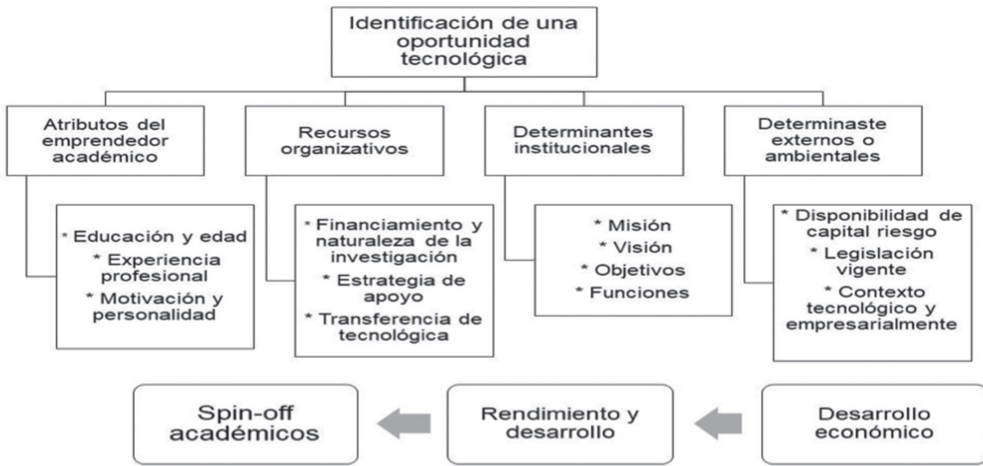 Identificación de una
oportunidad
tecnológica
Atributos del
emprendedor
académico
Recursos
organizativos
Determinantes
institucionales
Determinaste
externos o
ambientales
* Educación y edad
* Experiencia
profesional
* Motivación y
personalidad
* Financiamiento y
naturaleza de la
investigación
* Estrategia de
apoyo
* Transferencia de
tecnológica
* Misión
* Visión
* Objetivos
* Funciones
* Disponibilidad de
capital riesgo
* Legislación
vigente
* Contexto
tecnológico y
empresarialmente
Spin-off
académicos
Rendimiento y
desarrollo
Desarrollo
económico